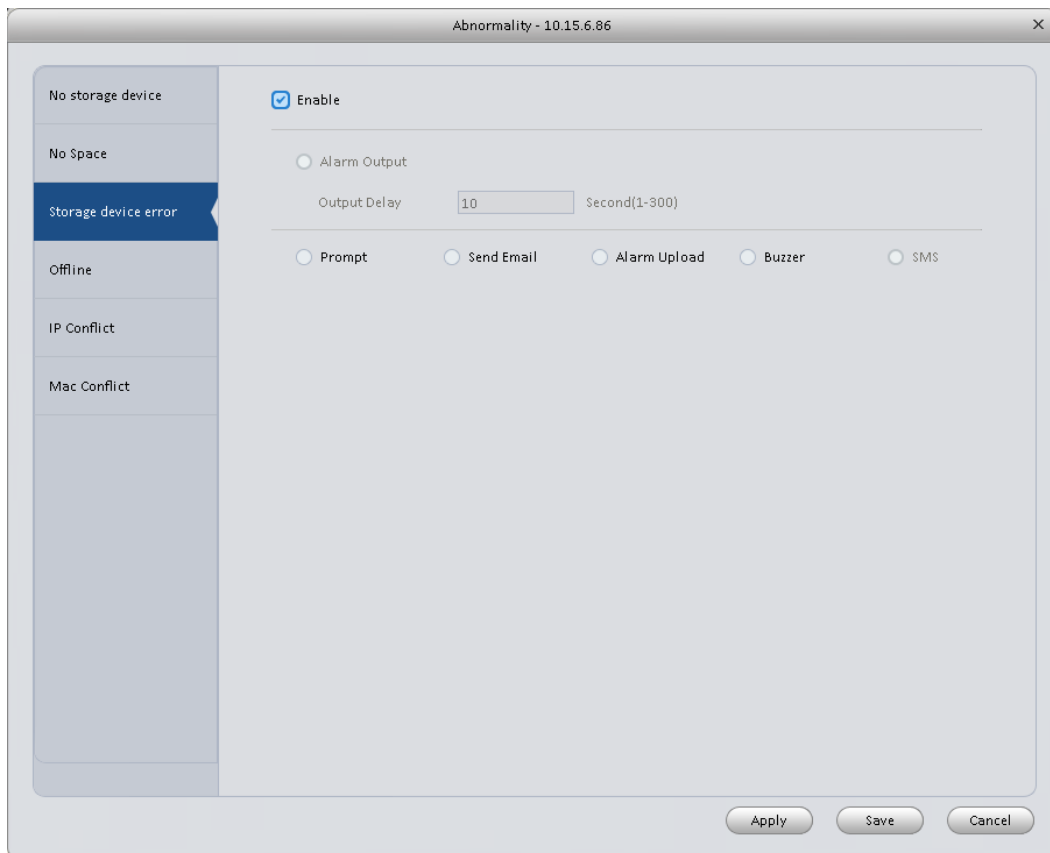 Abnormality - 10.15.6.86
No storage device
No Space
Storage device error
Offline
IP Conflict
Mac Conflict
Enable
Alarm Output
Output Delay 10 Second(1-300)
Prompt Send Email Alarm Upload Buzzer SMS
Apply Save Cancel